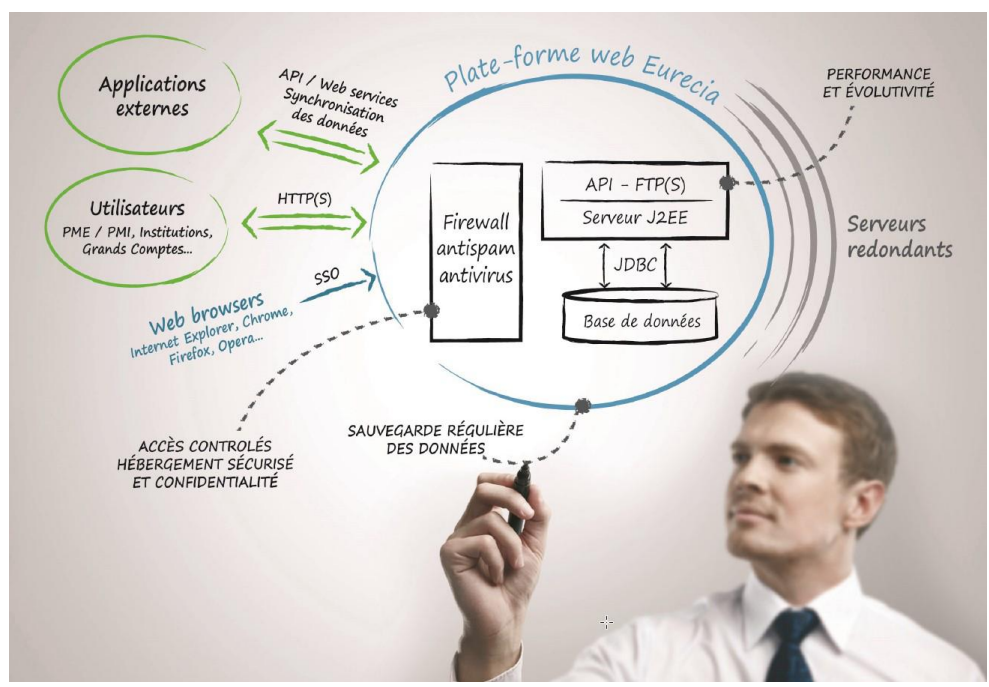 Applications
externes
API / Web services
Synchronisation
des données
Plate-forme web Eurecia
PERFORMANCE
ET ÉVOLUTIVITÉ
Utilisateurs
PME / PMI, Institutions,
Grands Comptes...
HTTP(S)
Firewall
antispam
antivirus
API - FTP(S)
Serveur J2EE
JDBC
Base de données
Serveurs
redondants
SSO
Web browsers
Internet Explorer, Chrome,
Firefox, Opera...
ACCÈS CONTROLÉS
HÉBERGEMENT SÉCURISÉ
ET CONFIDENTIALITÉ
SAUVEGARDE RÉGULIÈRE
DES DONNÉES